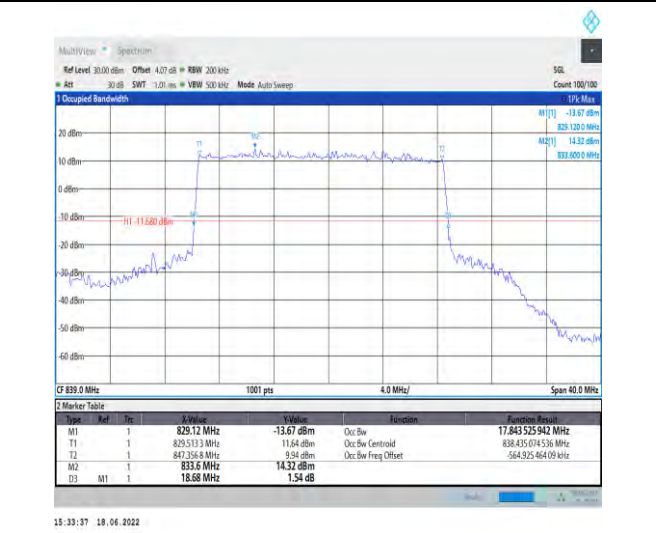 MultiView Spectrum
Ref Level 30.00 dBm Offset 4.07 dB RBW 200 kHz SGL
Att 30 dB SWT 1.01 ms VBW 500 kHz Mode Auto Sweep Count 100/100
1 Occupied Bandwidth 1Pk Max
M1[1] -13.67 dBm
829.120 0 MHz
M2[1] 14.32 dBm
833.600 0 MHz
20 dBm
M2
T1
T2
10 dBm
0 dBm
-10 dBm
H1 -11.680 dBm
M1
D3
-20 dBm
-30 dBm
-40 dBm
-50 dBm
-60 dBm
CF 839.0 MHz 1001 pts 4.0 MHz/ Span 40.0 MHz
2 Marker Table
Type Ref Trc X-Value Y-Value Function Function Result
M1 1 829.12 MHz -13.67 dBm Occ Bw 17.843 525 942 MHz
T1 1 829.513 3 MHz 11.64 dBm Occ Bw Centroid 838.435 074 536 MHz
T2 1 847.356 8 MHz 9.94 dBm Occ Bw Freq Offset -564.925 464 09 kHz
M2 1 833.6 MHz 14.32 dBm
D3 M1 1 18.68 MHz 1.54 dB
15:33:37 18.06.2022